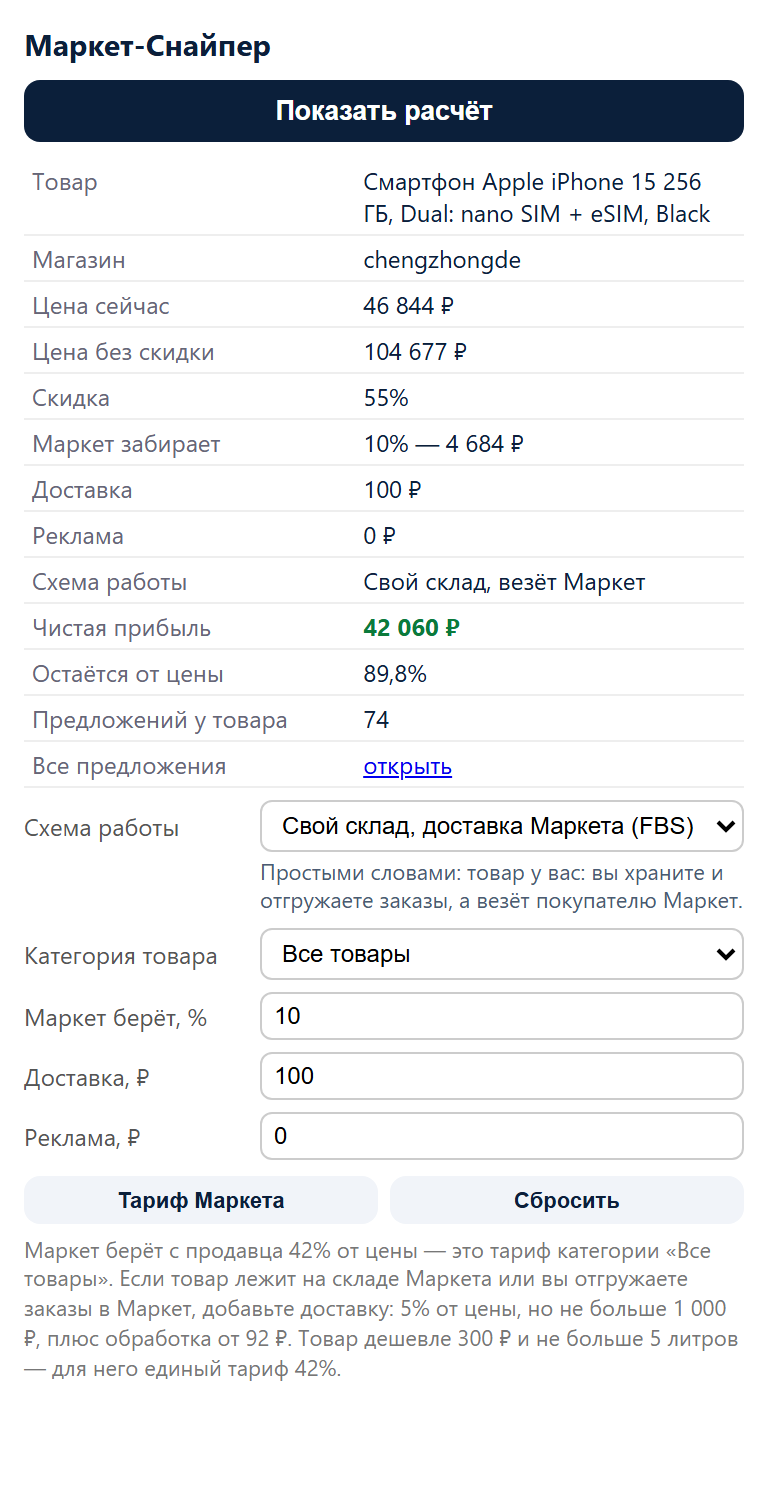 Маркет-Снайпер
Показать расчёт
Товар
Смартфон Apple iPhone 15 256
ГБ, Dual: nano SIM + eSIM, Black
Магазин
chengzhongde
Цена сейчас
46 844 ₽
Цена без скидки
104 677 ₽
Скидка
55%
Маркет забирает
10% — 4 684 ₽
Доставка
100 ₽
Реклама
0 ₽
Схема работы
Свой склад, везёт Маркет
Чистая прибыль
42 060 ₽
Остаётся от цены
89,8%
Предложений у товара
74
Все предложения
открыть
Схема работы
Свой склад, доставка Маркета (FBS)
Простыми словами: товар у вас: вы храните и
отгружаете заказы, а везёт покупателю Маркет.
Категория товара
Все товары
Маркет берёт, %
10
Доставка, ₽
100
Реклама, ₽
0
Тариф Маркета
Сбросить
Маркет берёт с продавца 42% от цены — это тариф категории «Все
товары». Если товар лежит на складе Маркета или вы отгружаете
заказы в Маркет, добавьте доставку: 5% от цены, но не больше 1 000
₽, плюс обработка от 92 ₽. Товар дешевле 300 ₽ и не больше 5 литров
— для него единый тариф 42%.